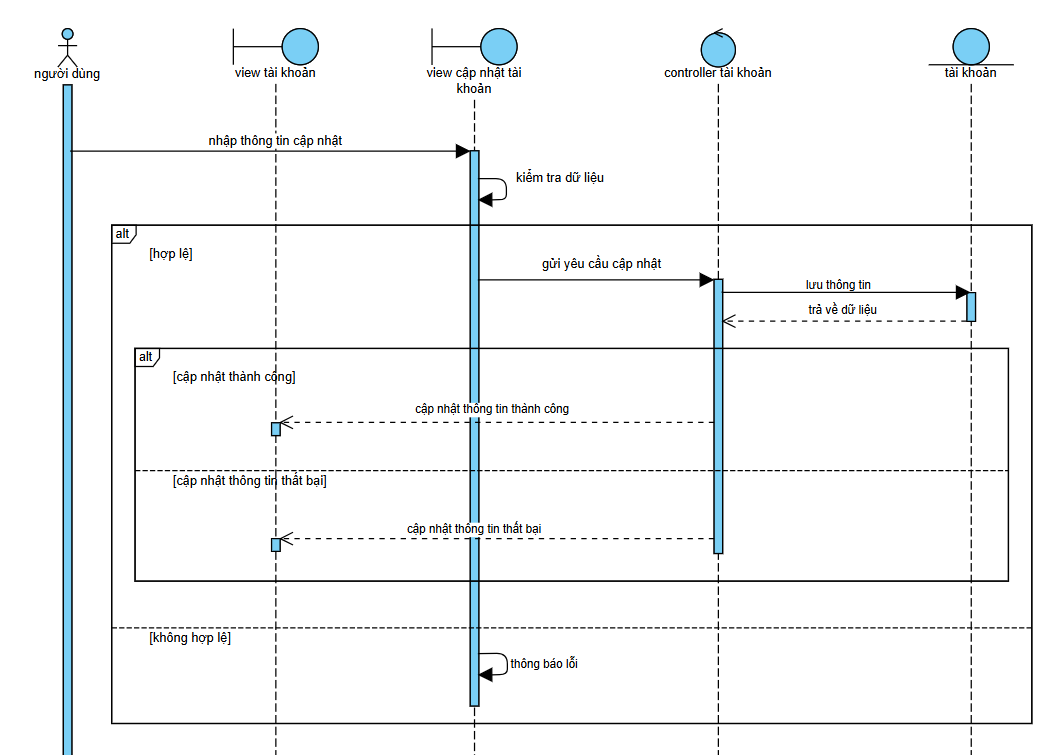 người dùng
view tài khoản
view cập nhật tài
khoản
controller tài khoản
tài khoản
nhập thông tin cập nhật
kiểm tra dữ liệu
alt
[hợp lệ]
gửi yêu cầu cập nhật
lưu thông tin
trả về dữ liệu
alt
[cập nhật thành công]
cập nhật thông tin thành công
[cập nhật thông tin thất bại]
cập nhật thông tin thất bại
[không hợp lệ]
thông báo lỗi